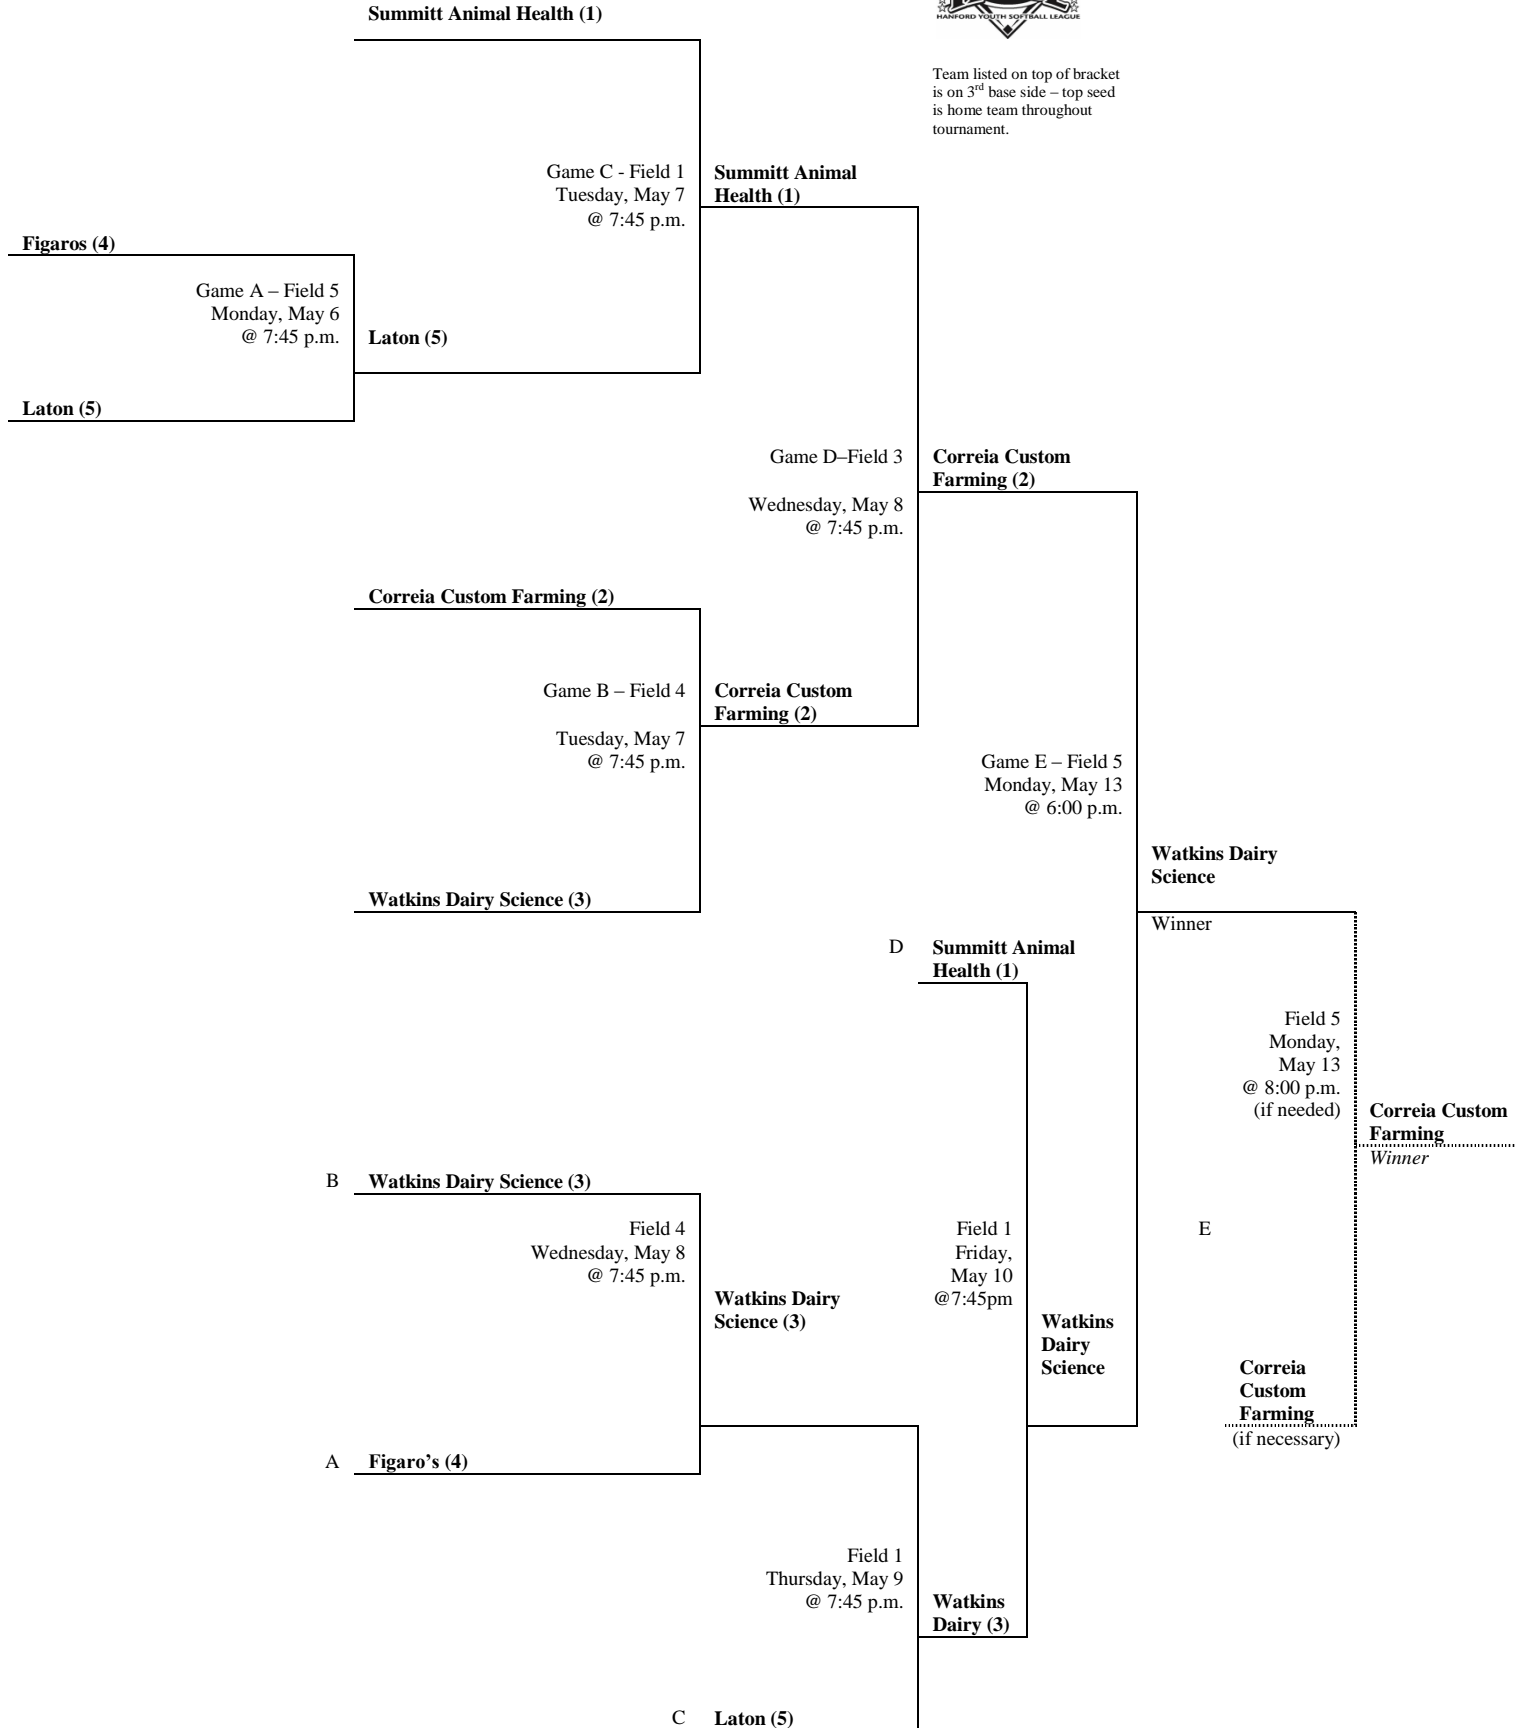 Summitt Animal Health (1)
HANFORD YOUTH SOFTBALL LEAGUE
Team listed on top of bracket
is on 3rd base side – top seed
is home team throughout
tournament.
Game C - Field 1
Tuesday, May 7
@ 7:45 p.m.
Summitt Animal
Health (1)
Figaros (4)
Game A – Field 5
Monday, May 6
@ 7:45 p.m.
Laton (5)
Laton (5)
Game D–Field 3
Wednesday, May 8
@ 7:45 p.m.
Correia Custom
Farming (2)
Correia Custom Farming (2)
Game B – Field 4
Tuesday, May 7
@ 7:45 p.m.
Correia Custom
Farming (2)
Game E – Field 5
Monday, May 13
@ 6:00 p.m.
Watkins Dairy
Science
Winner
Watkins Dairy Science (3)
D
Summitt Animal
Health (1)
Field 5
Monday,
May 13
@ 8:00 p.m.
(if needed)
Correia Custom
Farming
Winner
B
Watkins Dairy Science (3)
Field 4
Wednesday, May 8
@ 7:45 p.m.
Watkins Dairy
Science (3)
Field 1
Friday,
May 10
@7:45pm
E
Watkins
Dairy
Science
Correia
Custom
Farming
(if necessary)
A
Figaro’s (4)
Field 1
Thursday, May 9
@ 7:45 p.m.
Watkins
Dairy (3)
C
Laton (5)